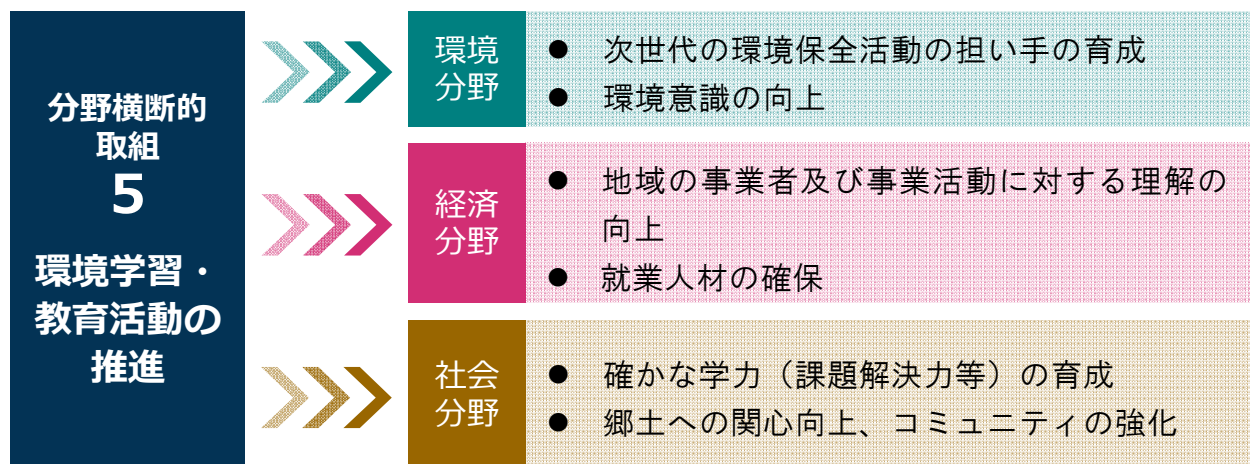 分野横断的
取組
5
環境学習・
教育活動の
推進
環境
分野
● 次世代の環境保全活動の担い手の育成
● 環境意識の向上
経済
分野
● 地域の事業者及び事業活動に対する理解の
向上
● 就業人材の確保
社会
分野
● 確かな学力（課題解決力等）の育成
● 郷土への関心向上、コミュニティの強化